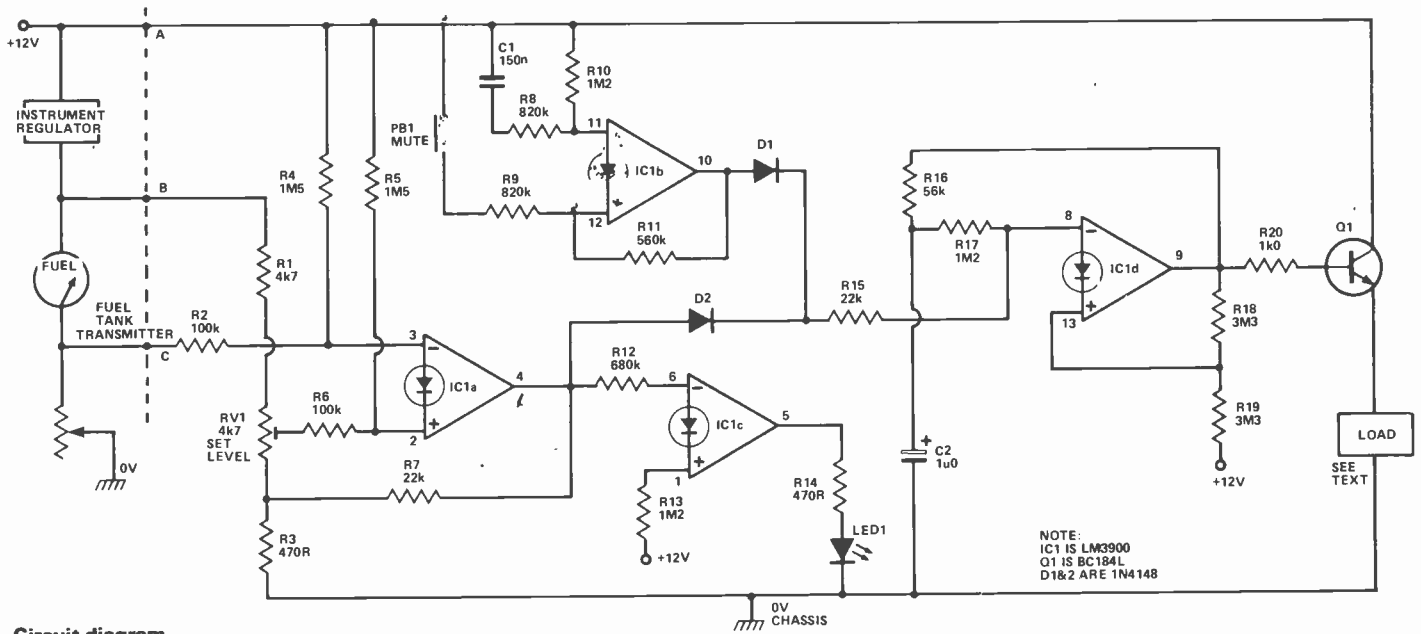 +12V
A
INSTRUMENT
REGULATOR
B
FUEL
FUEL
TANK
TRANSMITTER
C
0V
R1
4k7
R2
100k
RV1
4k7
SET
LEVEL
R3
470R
R4
1M5
R5
1M5
R6
100k
R7
22k
3
−
IC1a
+
2
4
PB1
MUTE
C1
150n
R8
820k
R9
820k
R10
1M2
11
IC1b
+
12
10
R11
560k
D1
D2
R12
680k
6
−
IC1c
+
1
5
R13
1M2
+12V
R14
470R
LED1
R15
22k
R16
56k
R17
1M2
+
C2
1u0
8
−
IC1d
+
13
9
R18
3M3
R19
3M3
+12V
R20
1k0
Q1
LOAD
SEE
TEXT
NOTE:
IC1 IS LM3900
Q1 IS BC184L
D1&2 ARE 1N4148
0V
CHASSIS
Circuit diagram